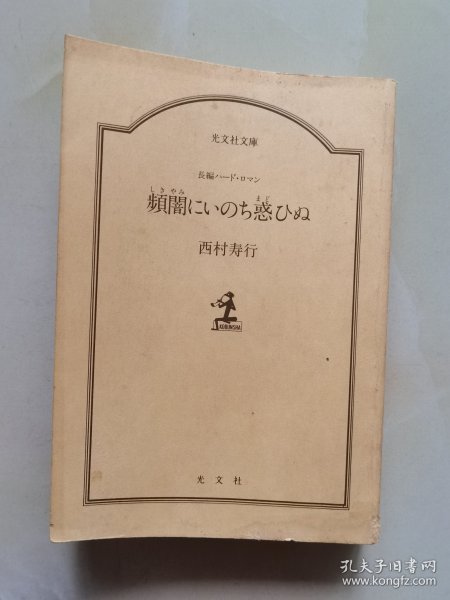 光文社文庫
長編ハード・ロマン
しきやみ まど
頻闇にいのち惑ひぬ
西村寿行
KOBUNSHA
光文社
孔夫子旧书网
www.kongfz.com